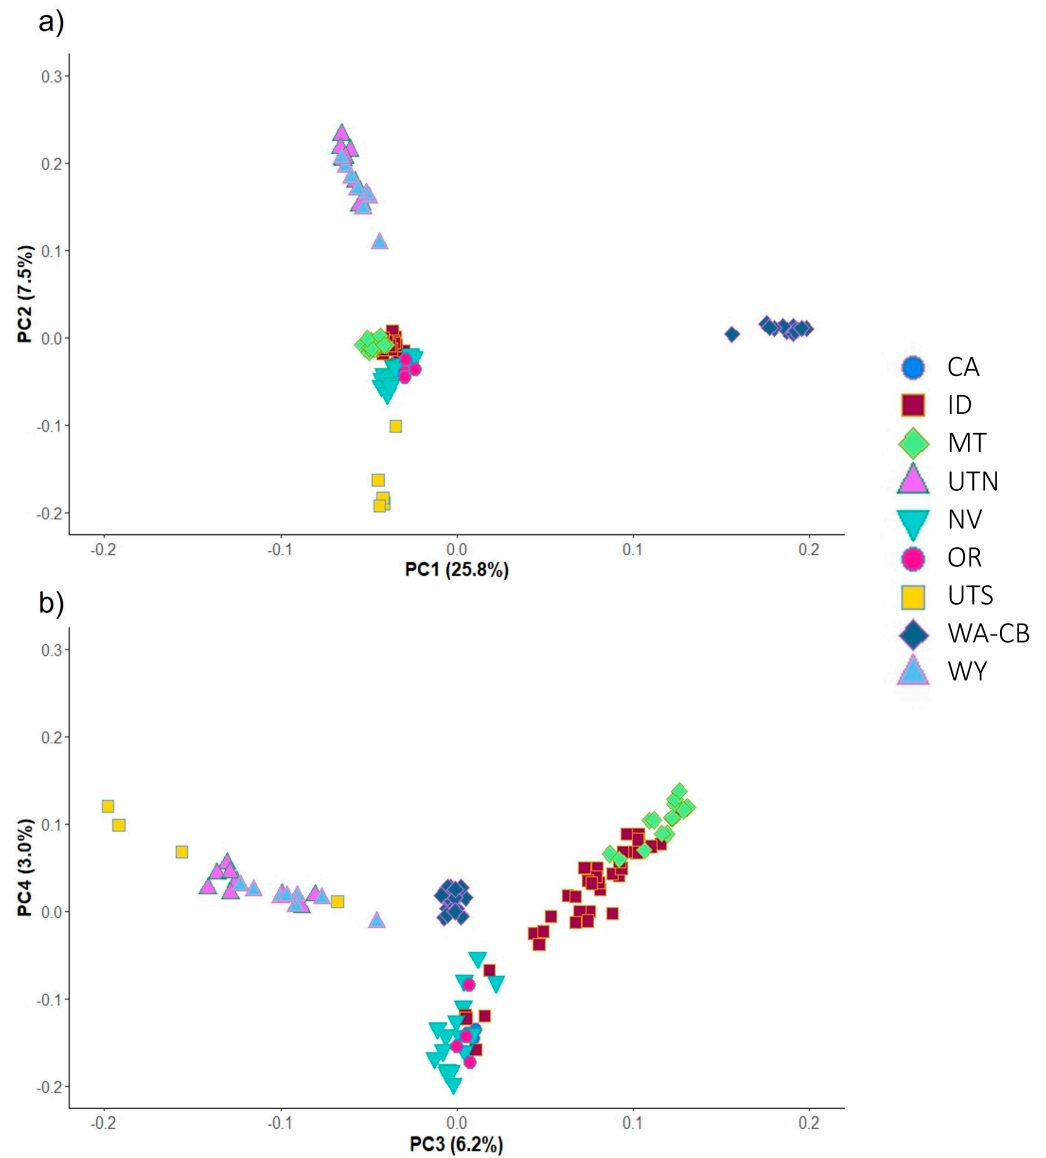 a)
0.3
0.2
0.1
0.0
-0.1
-0.2
PC2 (7.5%)
-0.2 -0.1 0.0 0.1 0.2
PC1 (25.8%)
b)
0.3
0.2
0.1
0.0
-0.1
-0.2
PC4 (3.0%)
-0.2 -0.1 0.0 0.1 0.2
PC3 (6.2%)
CA
ID
MT
UTN
NV
OR
UTS
WA-CB
WY